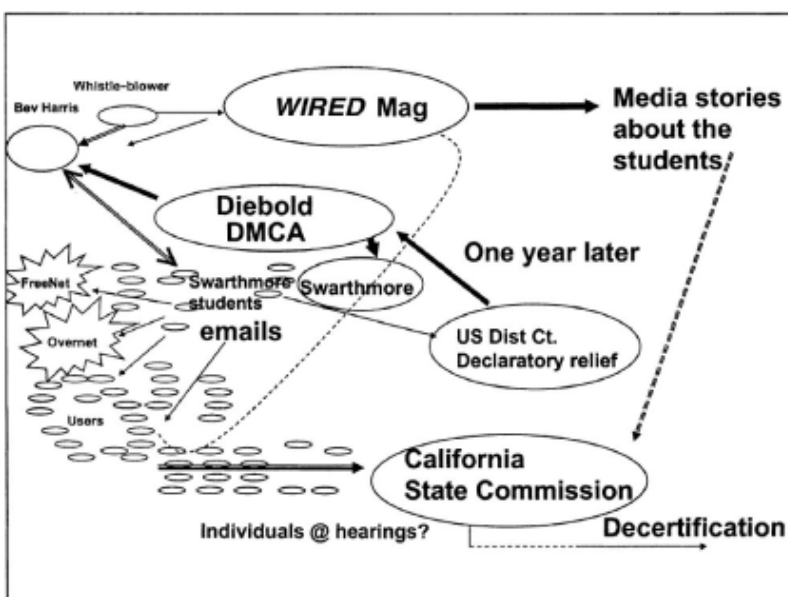 Whistle-blower
Bev Harris
WIRED Mag
Media stories
about the
students
Diebold
DMCA
One year later
FreeNet
Swarthmore
students
emails
Swarthmore
Overnet
US Dist Ct.
Declaratory relief
Users
California
State Commission
Individuals @ hearings?
Decertification